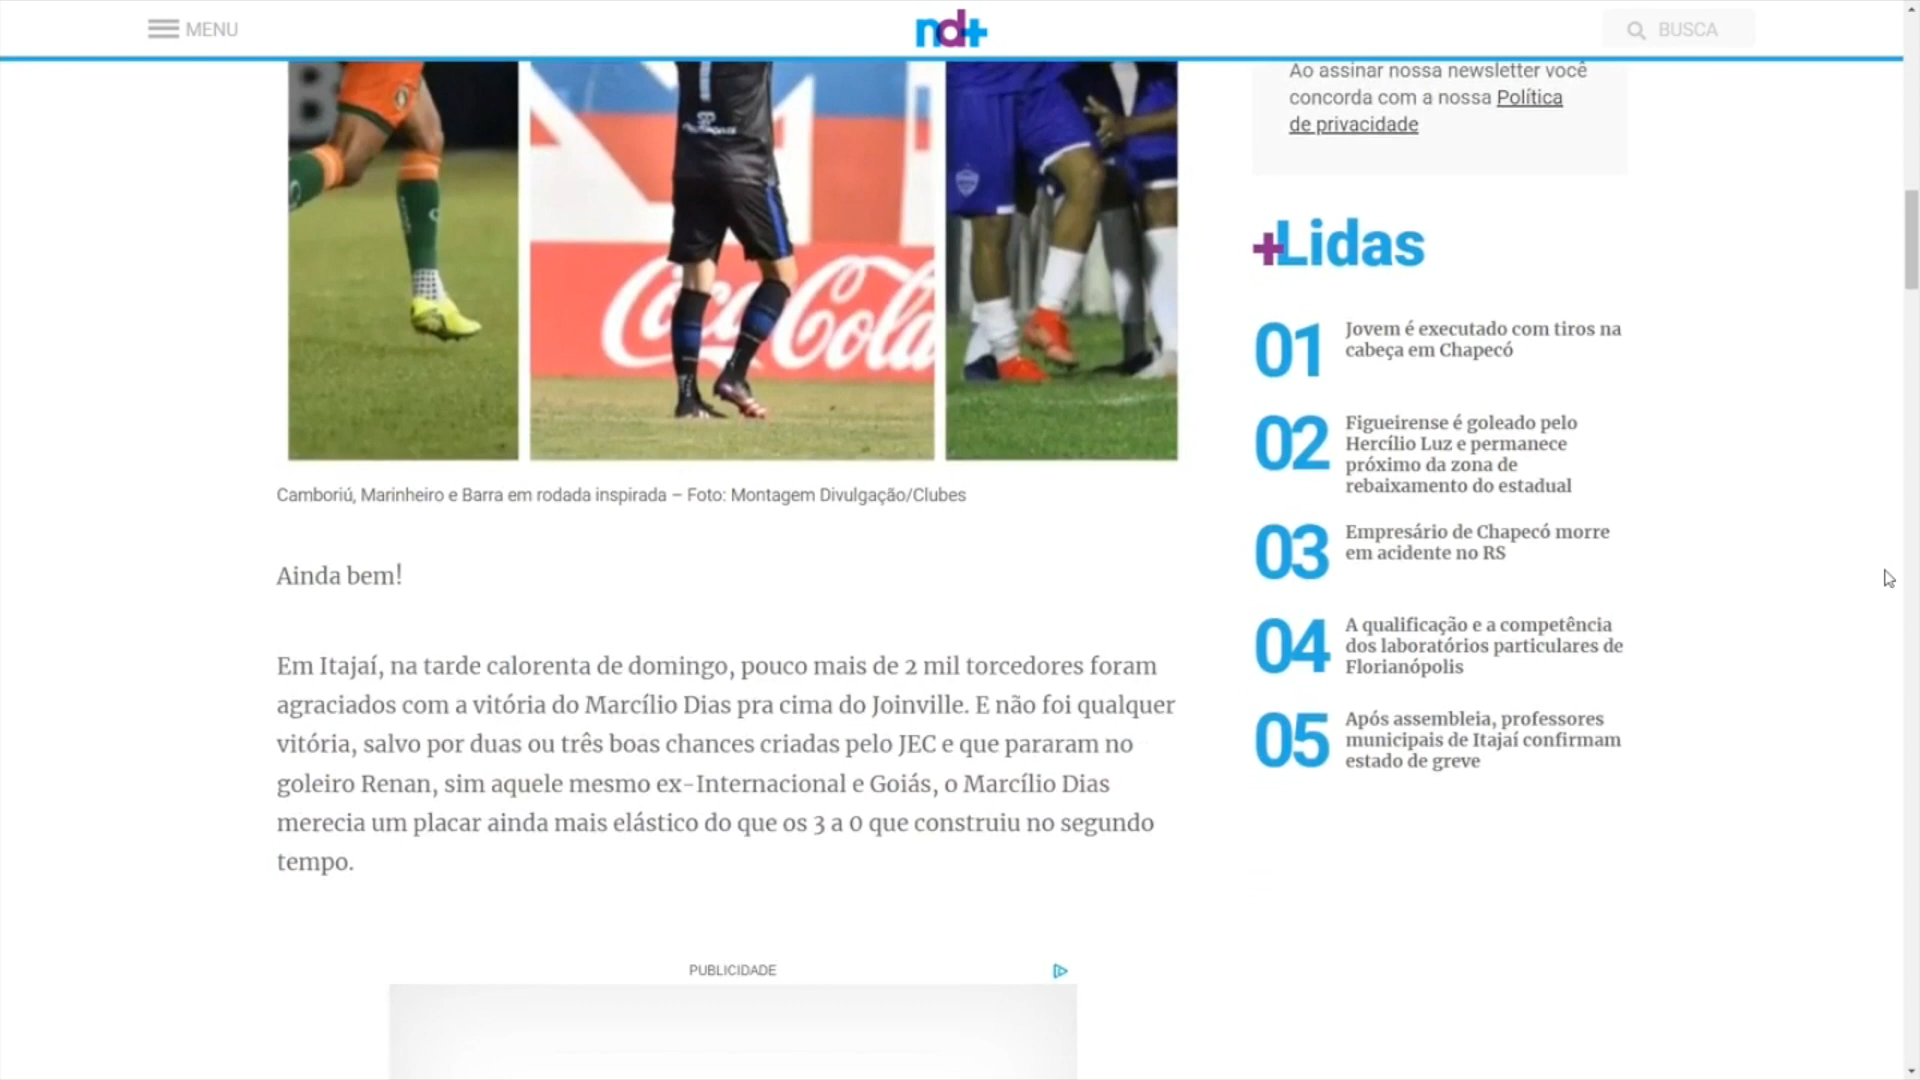 MENU
nd+
BUSCA
Ao assinar nossa newsletter você
concorda com a nossa Política
de privacidade
B
Coca-Cola
+Lidas
01
Jovem é executado com tiros na
cabeça em Chapecó
02
Figueirense é goleado pelo
Hercílio Luz e permanece
próximo da zona de
rebaixamento do estadual
03
Empresário de Chapecó morre
em acidente no RS
04
A qualificação e a competência
dos laboratórios particulares de
Florianópolis
05
Após assembleia, professores
municipais de Itajaí confirmam
estado de greve
Camboriú, Marinheiro e Barra em rodada inspirada – Foto: Montagem Divulgação/Clubes
Ainda bem!
Em Itajaí, na tarde calorenta de domingo, pouco mais de 2 mil torcedores foram
agraciados com a vitória do Marcílio Dias pra cima do Joinville. E não foi qualquer
vitória, salvo por duas ou três boas chances criadas pelo JEC e que pararam no
goleiro Renan, sim aquele mesmo ex-Internacional e Goiás, o Marcílio Dias
merecia um placar ainda mais elástico do que os 3 a 0 que construiu no segundo
tempo.
PUBLICIDADE